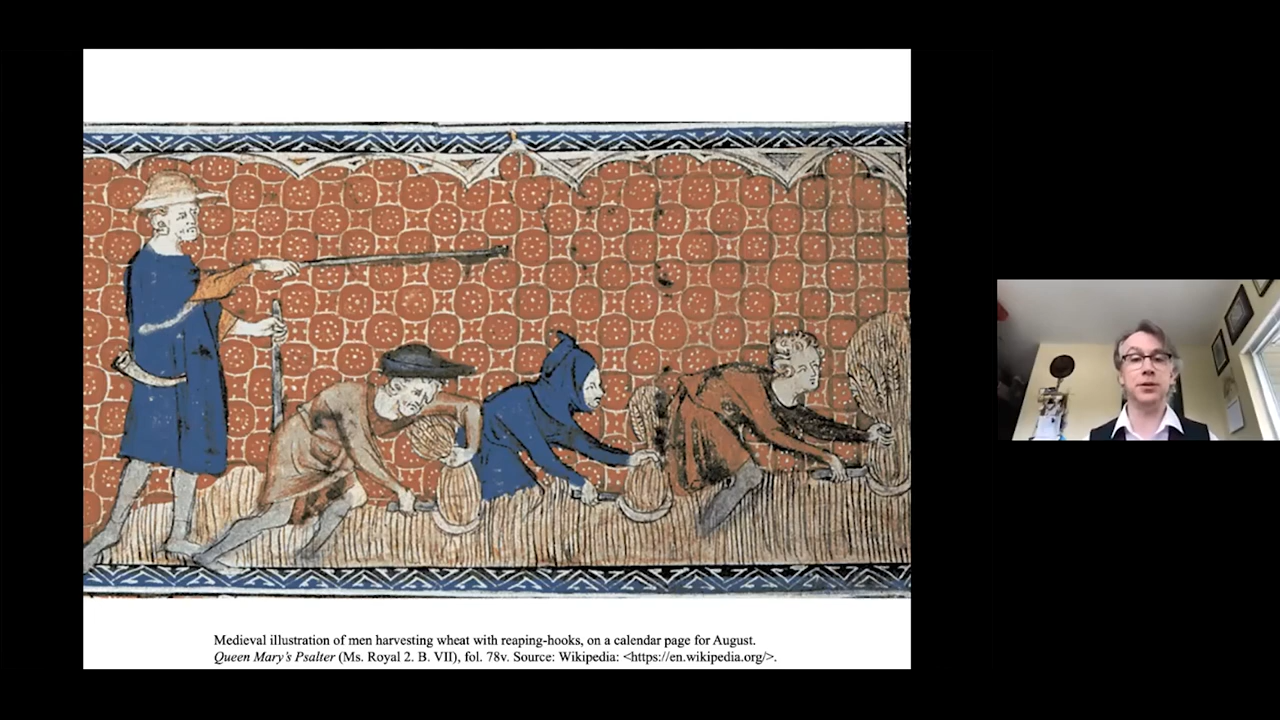 Medieval illustration of men harvesting wheat with reaping-hooks, on a calendar page for August.
Queen Mary's Psalter (Ms. Royal 2. B. VII), fol. 78v. Source: Wikipedia: <https://en.wikipedia.org/>.